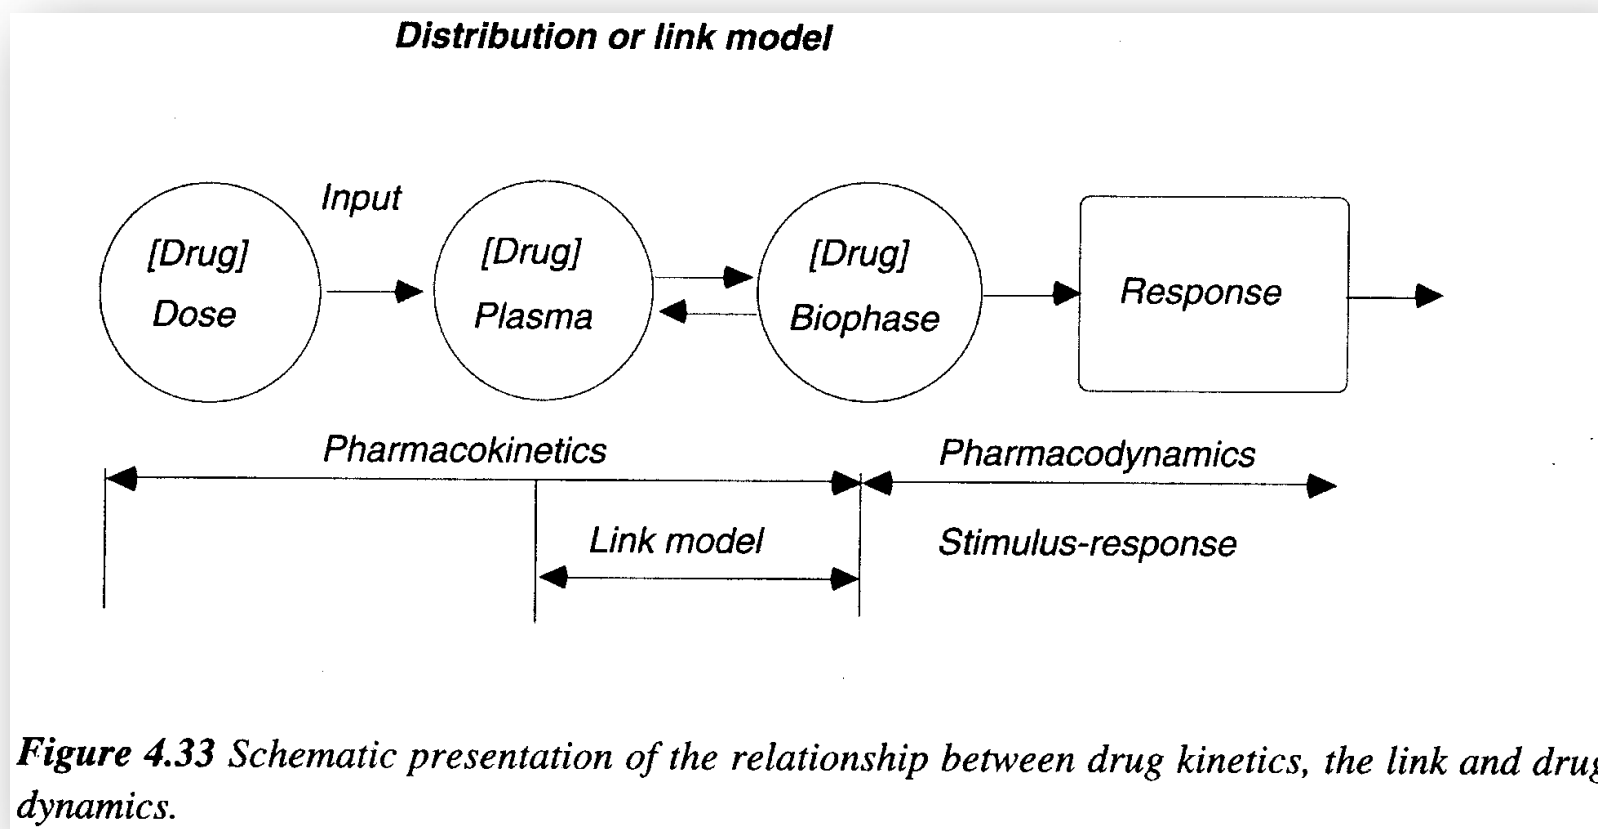 Distribution or link model
Input
[Drug]
Dose
[Drug]
Plasma
[Drug]
Biophase
Response
Pharmacokinetics
Pharmacodynamics
Link model
Stimulus-response
Figure 4.33 Schematic presentation of the relationship between drug kinetics, the link and drug
dynamics.